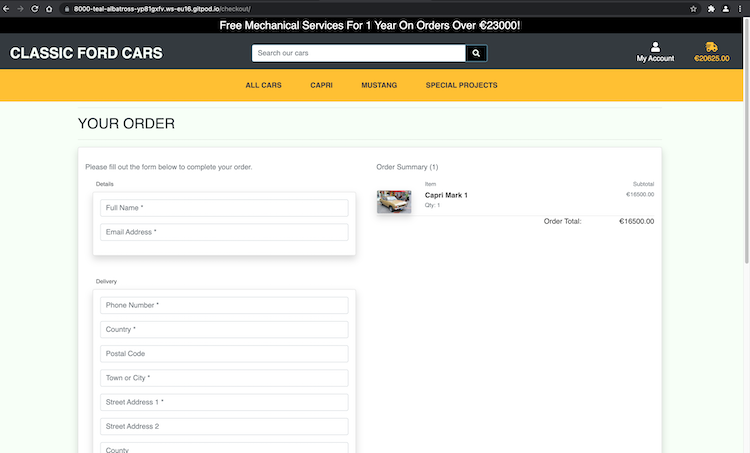 8000-teal-albatross-yp81gxfv.ws-eu16.gitpod.io/checkout/
Free Mechanical Services For 1 Year On Orders Over €23000!
CLASSIC FORD CARS
Search our cars
My Account
€20625.00
ALL CARS CAPRI MUSTANG SPECIAL PROJECTS
YOUR ORDER
Please fill out the form below to complete your order.
Details
Full Name *
Email Address *
Delivery
Phone Number *
Country *
Postal Code
Town or City *
Street Address 1 *
Street Address 2
County
Order Summary (1)
Item Subtotal
Capri Mark 1 €16500.00
Qty: 1
Order Total: €16500.00